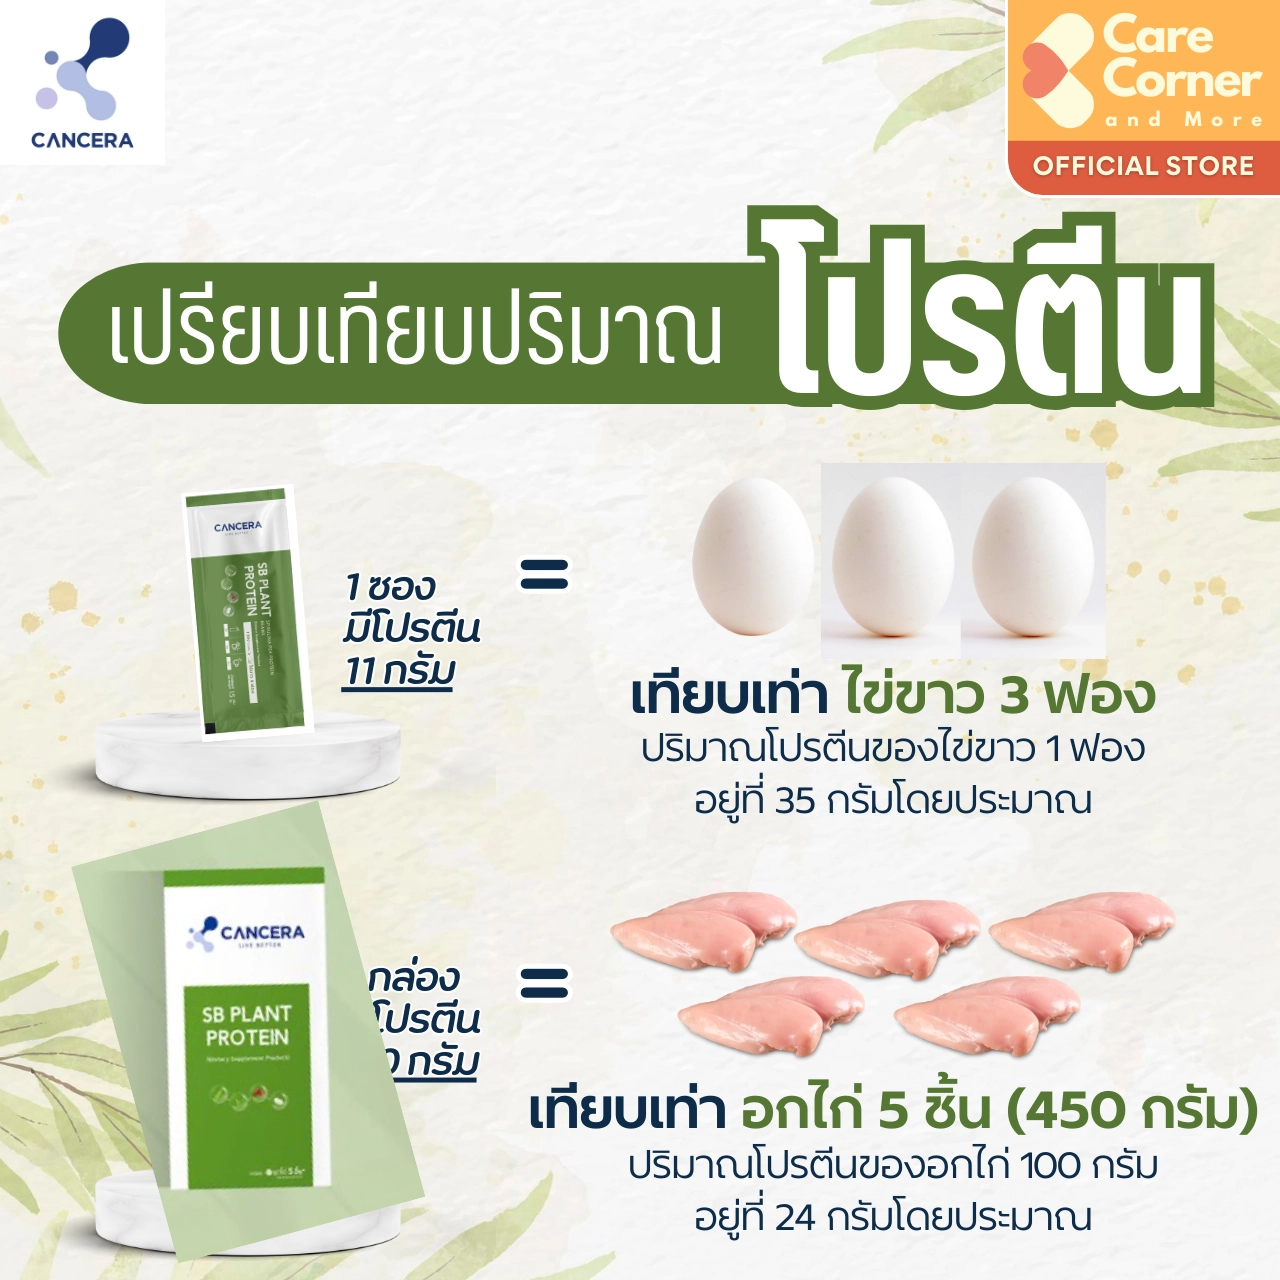 CANCERA
Care
Corner
and More
OFFICIAL STORE
เปรียบเทียบปริมาณ โปรตีน
CANCERA
SB PLANT
PROTEIN
1 ซอง
มีโปรตีน
11 กรัม
=
เทียบเท่า ไข่ขาว 3 ฟอง
ปริมาณโปรตีนของไข่ขาว 1 ฟอง
อยู่ที่ 35 กรัมโดยประมาณ
CANCERA
LIVE BETTER
SB PLANT
PROTEIN
(Dietary Supplement Product)
กล่อง
โปรตีน
0 กรัม
=
เทียบเท่า อกไก่ 5 ชิ้น (450 กรัม)
ปริมาณโปรตีนของอกไก่ 100 กรัม
อยู่ที่ 24 กรัมโดยประมาณ